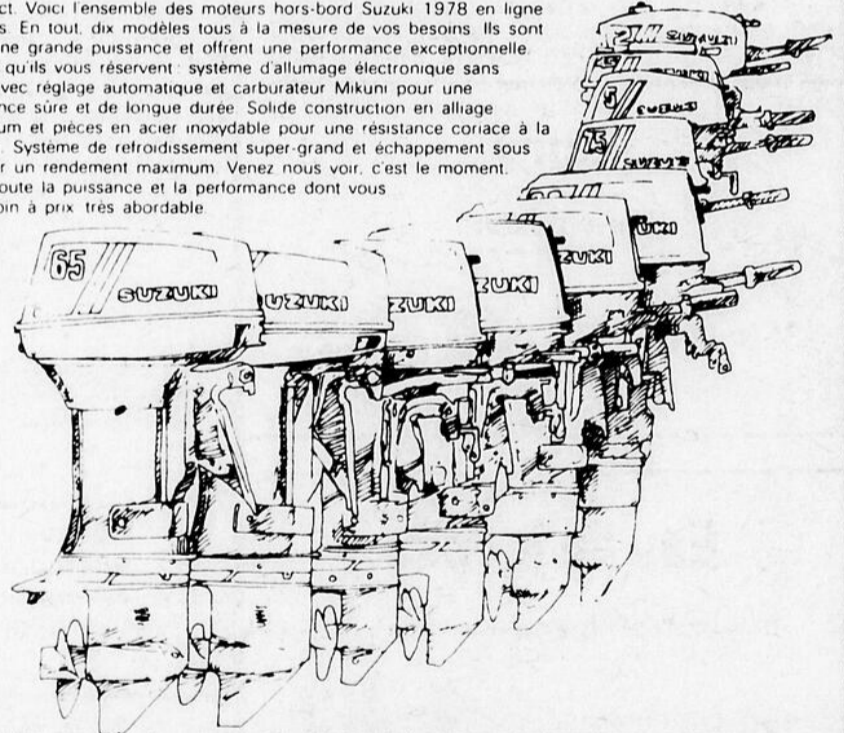 ct. Voici l'ensemble des moteurs hors-bord Suzuki 1978 en ligne
s. En tout, dix modèles tous à la mesure de vos besoins. Ils sont
ne grande puissance et offrent une performance exceptionnelle.
qu'ils vous réservent : système d'allumage électronique sans
vec réglage automatique et carburateur Mikuni pour une
nce sûre et de longue durée. Solide construction en alliage
um et pièces en acier inoxydable pour une résistance coriace à la
. Système de refroidissement super-grand et échappement sous
r un rendement maximum. Venez nous voir, c'est le moment.
oute la puissance et la performance dont vous
oin à prix très abordable.
65
SUZUKI
UZUKI
ZUKI
ZUKI
ZUKI
UKI
7.5
SUZUKI
5
SUZUKI
SUZUKI